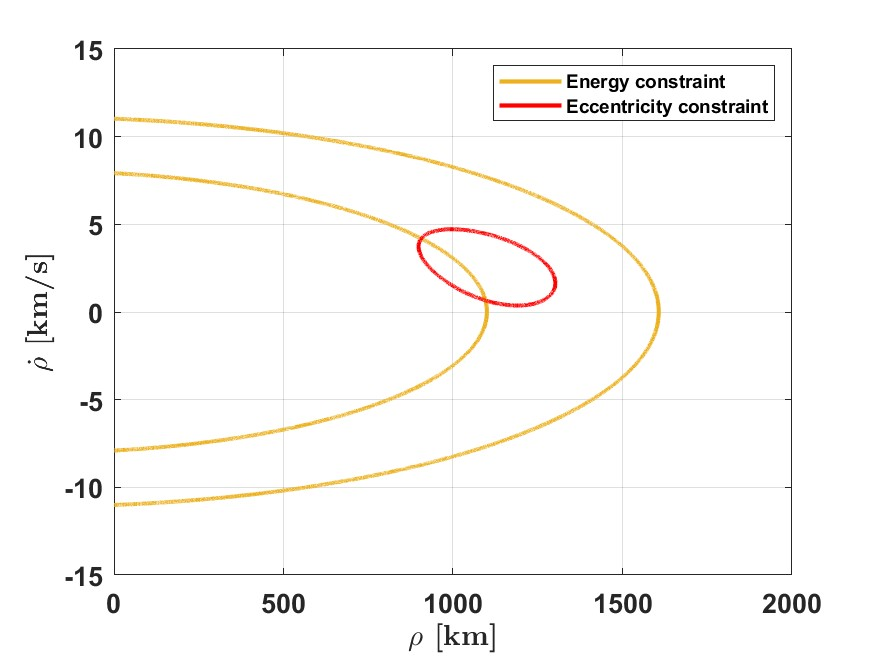 15
10
5
0
-5
-10
-15
ρ̇ [km/s]
Energy constraint
Eccentricity constraint
0 500 1000 1500 2000
ρ [km]